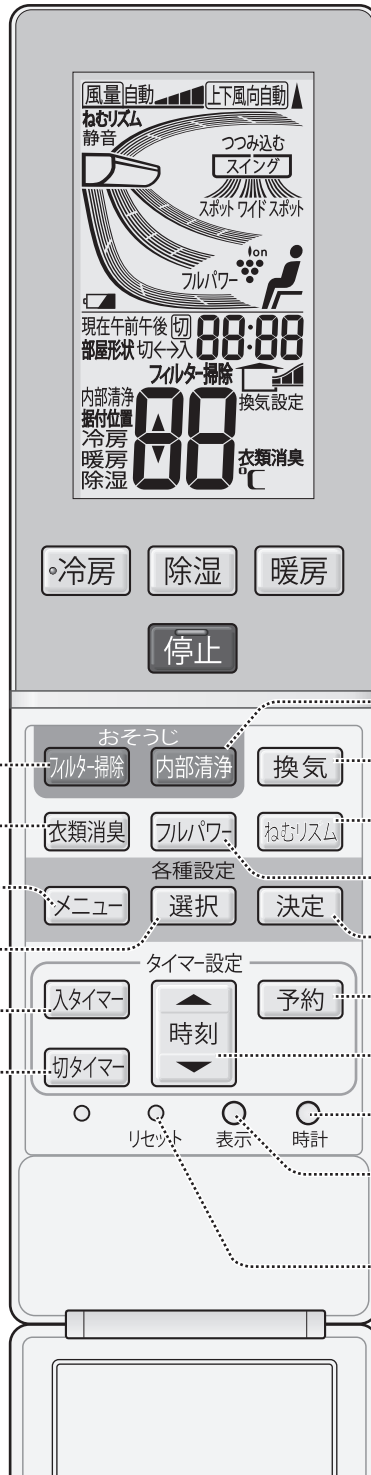 風量自動 上下風向自動
ねむリズム
静音
つつみ込む
スイング
スポット ワイド スポット
ion
フルパワー
現在午前午後 切 88:88
部屋形状 切←→入
フィルター掃除
内部清浄 換気設定
据付位置 88
冷房
暖房 衣類消臭
除湿 ℃
冷房 除湿 暖房
停止
おそうじ
フィルター掃除 内部清浄 換気
衣類消臭 フルパワー ねむリズム
各種設定
メニュー 選択 決定
タイマー設定
入タイマー 予約
時刻
切タイマー
リセット 表示 時計